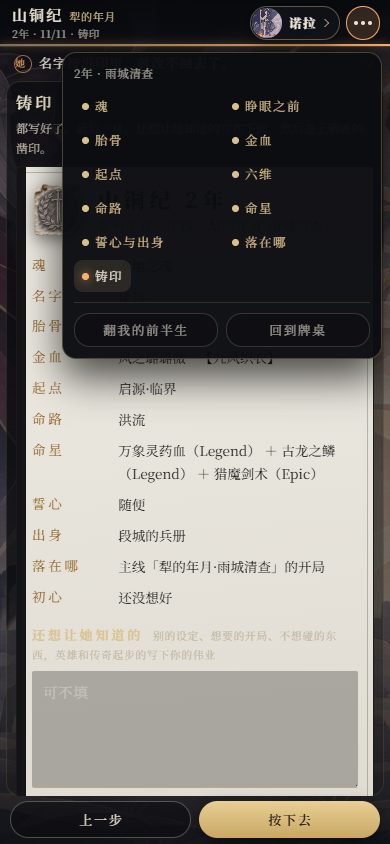 山铜纪 犁的年月
2年 · 11/11 · 铸印
诺拉
她 名字
铸印
都写好了
凿印。
2年 · 雨城清查
魂
睁眼之前
胎骨
金血
起点
六维
命路
命星
誓心与出身
落在哪
铸印
翻我的前半生
回到牌桌
魂
名字
胎骨
金血
起点 启源·临界
命路 洪流
命星 万象灵药血（Legend） ＋ 古龙之鳞
（Legend） ＋ 猎魔剑术（Epic）
誓心 随便
出身 段城的兵册
落在哪 主线「犁的年月·雨城清查」的开局
初心 还没想好
还想让她知道的 别的设定、想要的开局、不想碰的东
西，英雄和传奇起步的写下你的伟业
可不填
上一步
按下去